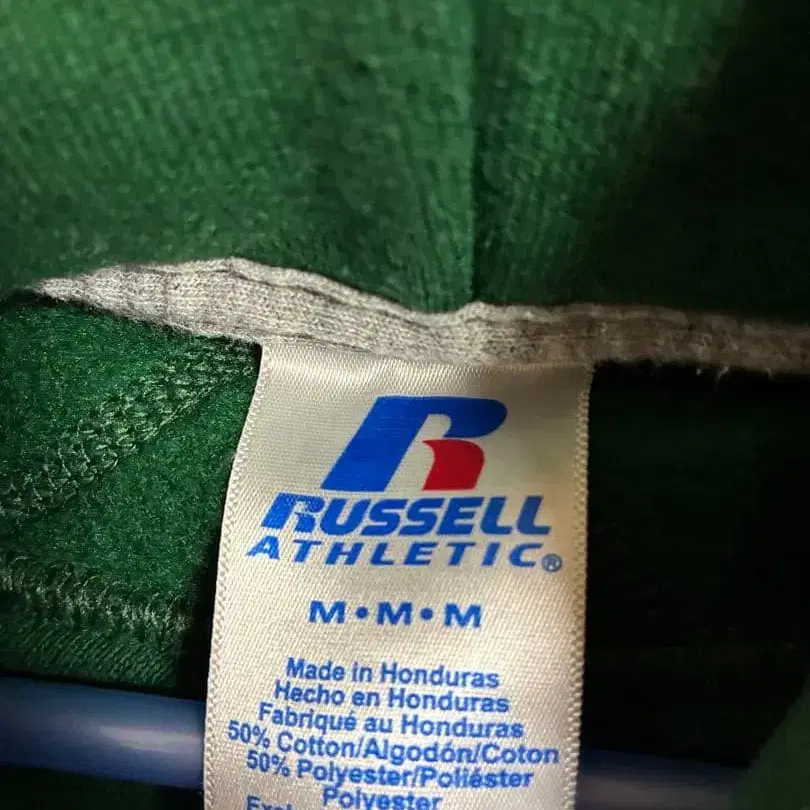 RUSSELL
ATHLETIC®
M•M•M
Made in Honduras
Hecho en Honduras
Fabriqué au Honduras
50% Cotton/Algodón/Coton
50% Polyester/Poliéster
Polyester